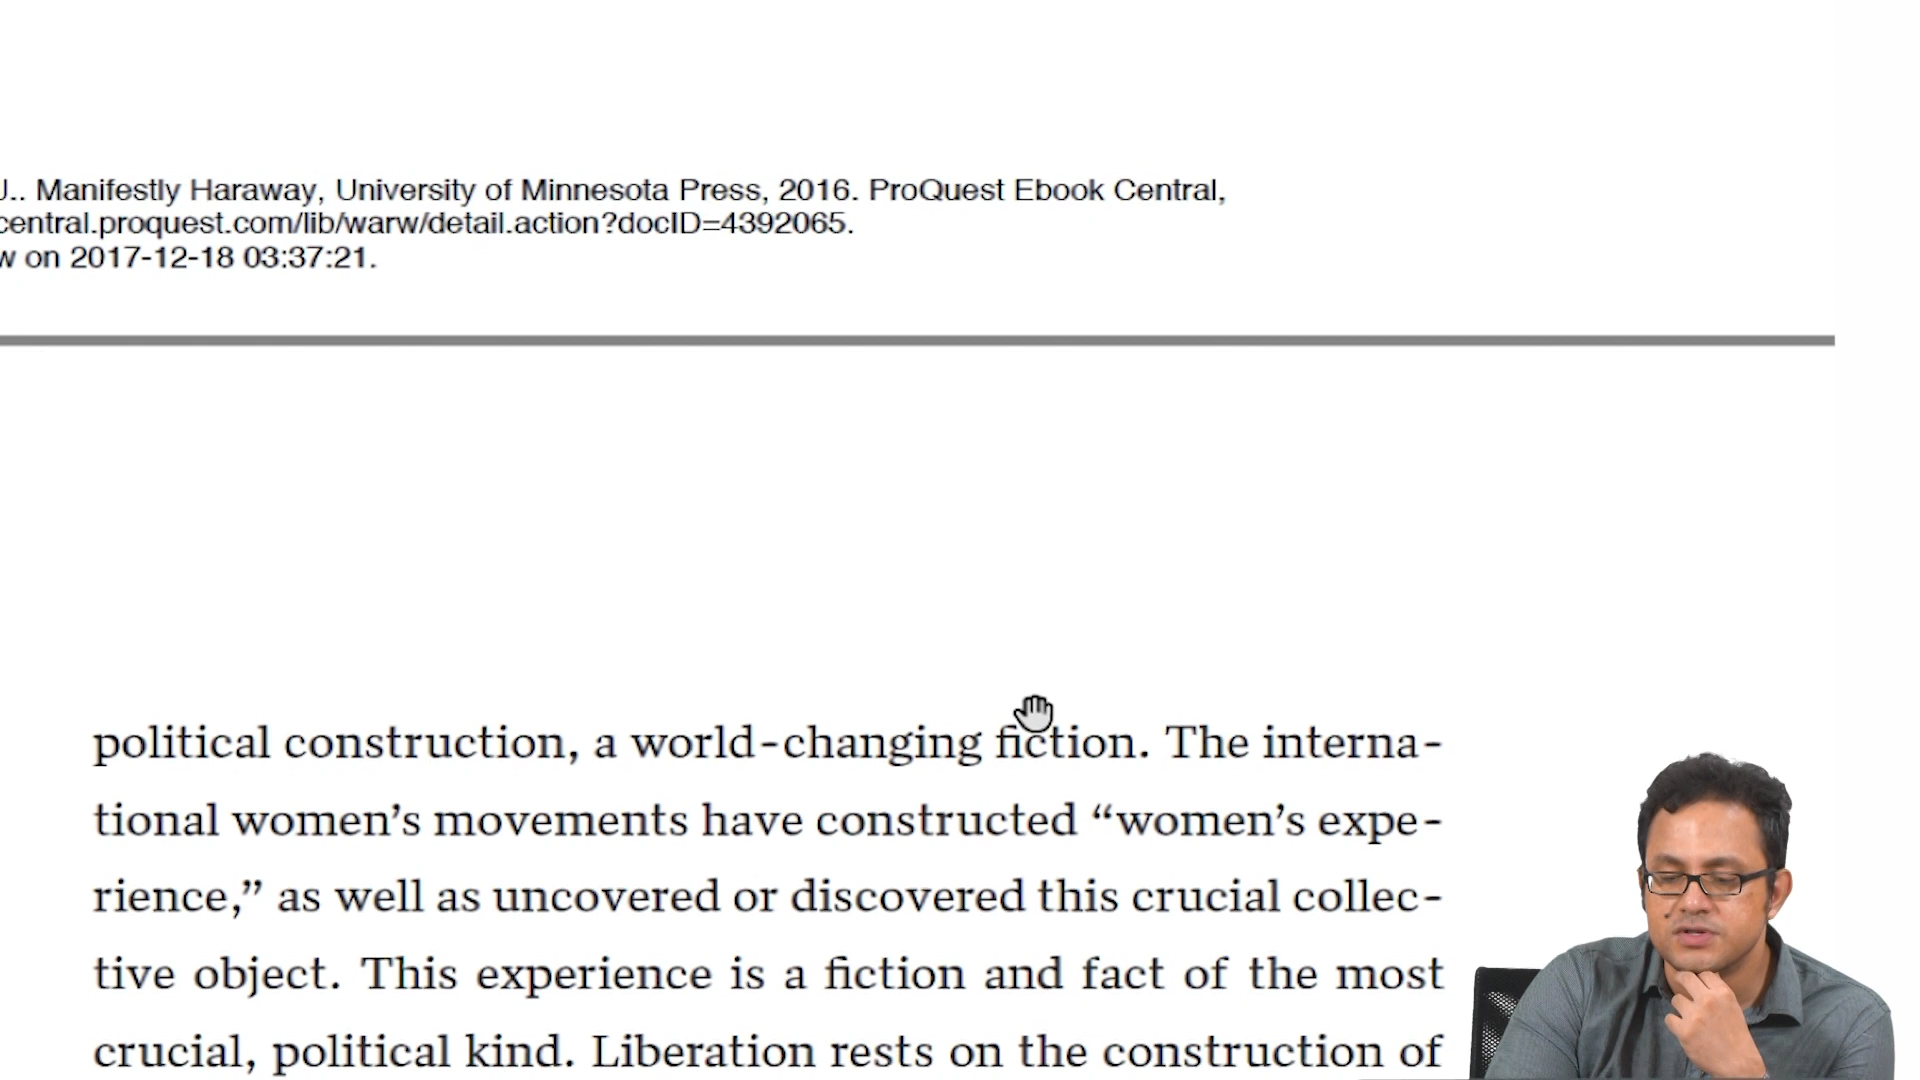 J.. Manifestly Haraway, University of Minnesota Press, 2016. ProQuest Ebook Central,
central.proquest.com/lib/warw/detail.action?docID=4392065.
w on 2017-12-18 03:37:21.
political construction, a world-changing fiction. The interna-
tional women’s movements have constructed “women’s expe-
rience,” as well as uncovered or discovered this crucial collec-
tive object. This experience is a fiction and fact of the most
crucial, political kind. Liberation rests on the construction of